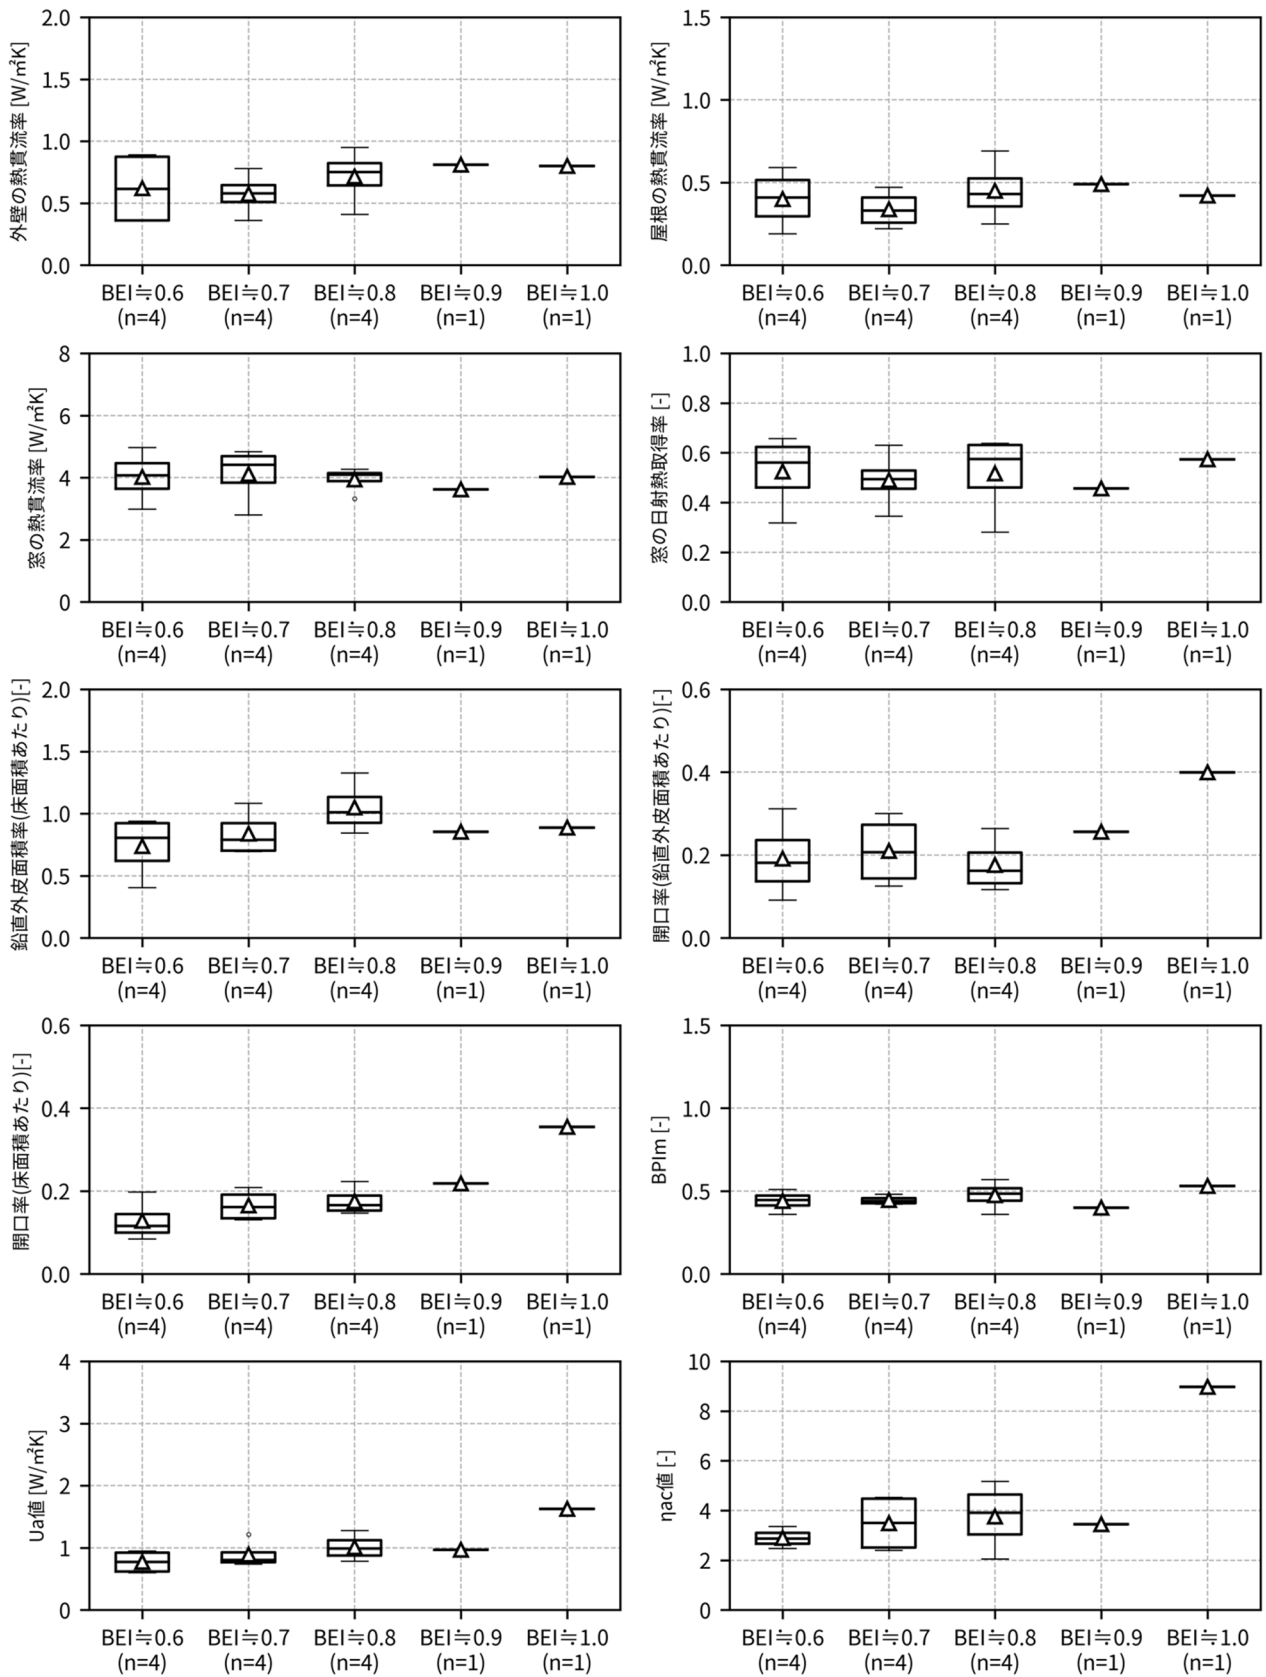 外壁の熱貫流率 [W/㎡K]
2.0
1.5
1.0
0.5
0.0
BEI≒0.6 BEI≒0.7 BEI≒0.8 BEI≒0.9 BEI≒1.0
(n=4) (n=4) (n=4) (n=1) (n=1)
屋根の熱貫流率 [W/㎡K]
1.5
1.0
0.5
0.0
BEI≒0.6 BEI≒0.7 BEI≒0.8 BEI≒0.9 BEI≒1.0
(n=4) (n=4) (n=4) (n=1) (n=1)
窓の熱貫流率 [W/㎡K]
8
6
4
2
0
BEI≒0.6 BEI≒0.7 BEI≒0.8 BEI≒0.9 BEI≒1.0
(n=4) (n=4) (n=4) (n=1) (n=1)
窓の日射熱取得率 [-]
1.0
0.8
0.6
0.4
0.2
0.0
BEI≒0.6 BEI≒0.7 BEI≒0.8 BEI≒0.9 BEI≒1.0
(n=4) (n=4) (n=4) (n=1) (n=1)
鉛直外皮面積率(床面積あたり)[-]
2.0
1.5
1.0
0.5
0.0
BEI≒0.6 BEI≒0.7 BEI≒0.8 BEI≒0.9 BEI≒1.0
(n=4) (n=4) (n=4) (n=1) (n=1)
開口率(鉛直外皮面積あたり)[-]
0.6
0.4
0.2
0.0
BEI≒0.6 BEI≒0.7 BEI≒0.8 BEI≒0.9 BEI≒1.0
(n=4) (n=4) (n=4) (n=1) (n=1)
開口率(床面積あたり)[-]
0.6
0.4
0.2
0.0
BEI≒0.6 BEI≒0.7 BEI≒0.8 BEI≒0.9 BEI≒1.0
(n=4) (n=4) (n=4) (n=1) (n=1)
BPIm [-]
1.5
1.0
0.5
0.0
BEI≒0.6 BEI≒0.7 BEI≒0.8 BEI≒0.9 BEI≒1.0
(n=4) (n=4) (n=4) (n=1) (n=1)
Ua値 [W/㎡K]
4
3
2
1
0
BEI≒0.6 BEI≒0.7 BEI≒0.8 BEI≒0.9 BEI≒1.0
(n=4) (n=4) (n=4) (n=1) (n=1)
ηac値 [-]
10
8
6
4
2
0
BEI≒0.6 BEI≒0.7 BEI≒0.8 BEI≒0.9 BEI≒1.0
(n=4) (n=4) (n=4) (n=1) (n=1)